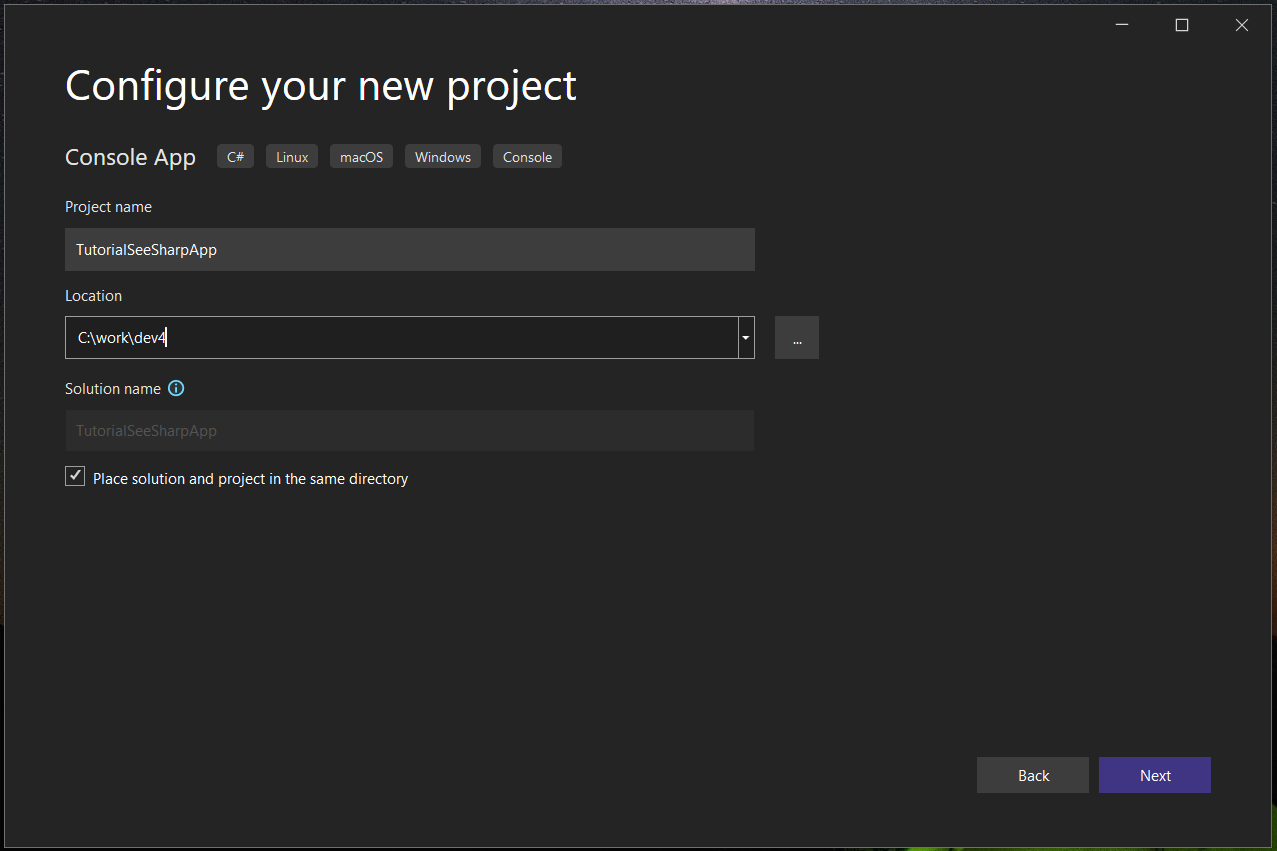 Configure your new project
Console App C# Linux macOS Windows Console
Project name
TutorialSeeSharpApp
Location
C:\work\dev4
...
Solution name
TutorialSeeSharpApp
Place solution and project in the same directory
Back Next